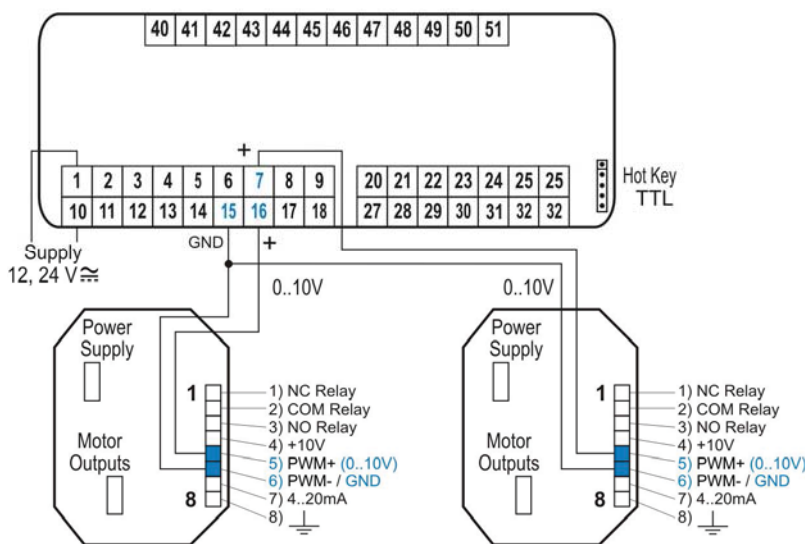 40 41 42 43 44 45 46 47 48 49 50 51
+
1 2 3 4 5 6 7 8 9
20 21 22 23 24 25 25
10 11 12 13 14 15 16 17 18
27 28 29 30 31 32 32
Hot Key
TTL
GND
+
Supply
12, 24 V
0..10V
0..10V
Power
Supply
1
8
Motor
Outputs
1) NC Relay
2) COM Relay
3) NO Relay
4) +10V
5) PWM+ (0..10V)
6) PWM- / GND
7) 4..20mA
8)
Power
Supply
1
8
Motor
Outputs
1) NC Relay
2) COM Relay
3) NO Relay
4) +10V
5) PWM+ (0..10V)
6) PWM- / GND
7) 4..20mA
8)